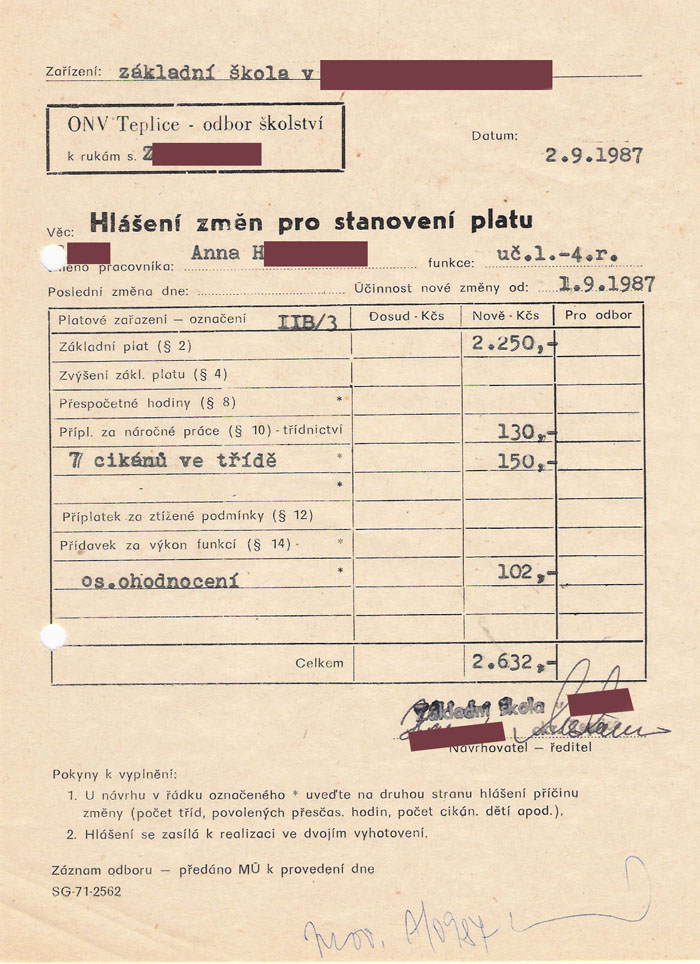 Zařízení: základní škola v
ONV Teplice - odbor školství
k rukám s. Z
Datum:
2.9.1987
Věc: Hlášení změn pro stanovení platu
Jméno pracovníka: Anna H funkce: uč.1.-4.r.
Poslední změna dne: Účinnost nové změny od: 1.9.1987
Platové zařazení — označení IIB/3 Dosud - Kčs Nově - Kčs Pro odbor
Základní plat (§ 2) 2.250,-
Zvýšení zákl. platu (§ 4)
Přespočetné hodiny (§ 8) *
Přípl. za náročné práce (§ 10) - třídnictví 130,-
7 cikánů ve třídě * 150,-
*
Příplatek za ztížené podmínky (§ 12)
Přídavek za výkon funkcí (§ 14) - *
os.ohodnocení * 102,-
Celkem 2.632,-
Základní škola
Navrhovatel — ředitel
Pokyny k vyplnění:
1. U návrhu v řádku označeného * uveďte na druhou stranu hlášení příčinu
změny (počet tříd, povolených přesčas. hodin, počet cikán. dětí apod.),
2. Hlášení se zasílá k realizaci ve dvojím vyhotovení,
Záznam odboru — předáno MÚ k provedení dne
SG-71-2562